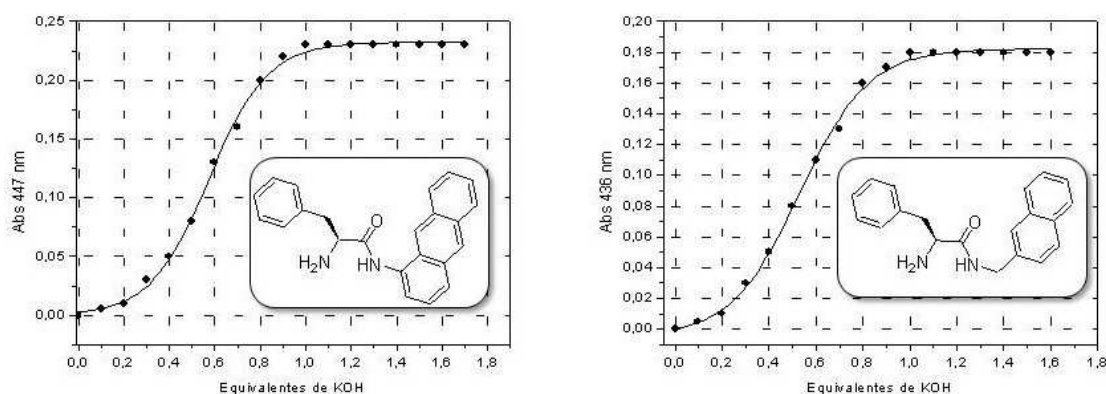 Abs 447 nm
0,25
0,20
0,15
0,10
0,05
0,00
0,0 0,2 0,4 0,6 0,8 1,0 1,2 1,4 1,6 1,8
Equivalentes de KOH
O
H₂N
HN
Abs 436 nm
0,20
0,18
0,16
0,14
0,12
0,10
0,08
0,06
0,04
0,02
0,00
0,0 0,2 0,4 0,6 0,8 1,0 1,2 1,4 1,6 1,8
Equivalentes de KOH
O
H₂N
HN